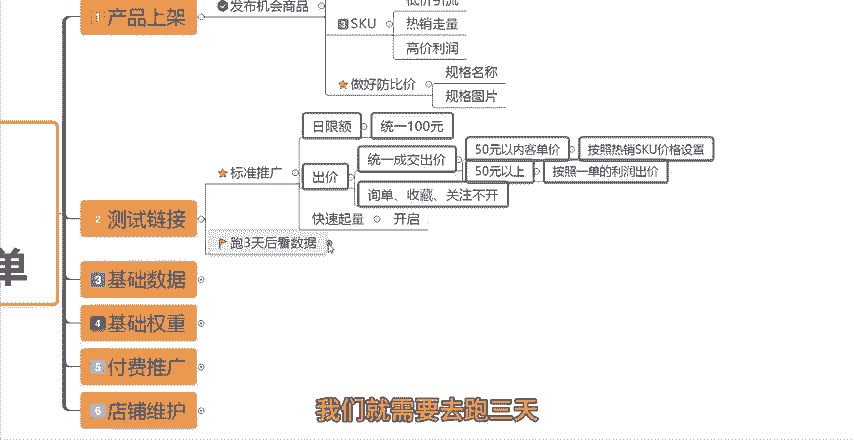 1 产品上架
发布机会商品
低价引流
3 SKU
热销走量
高价利润
做好防比价
规格名称
规格图片
2 测试链接
标准推广
日限额
统一100元
出价
统一成交出价
50元以内客单价
按照热销SKU价格设置
50元以上
按照一单的利润出价
询单、收藏、关注不开
快速起量
开启
跑3天后看数据
单
3 基础数据
4 基础权重
5 付费推广
6 店铺维护
我们就需要去跑三天